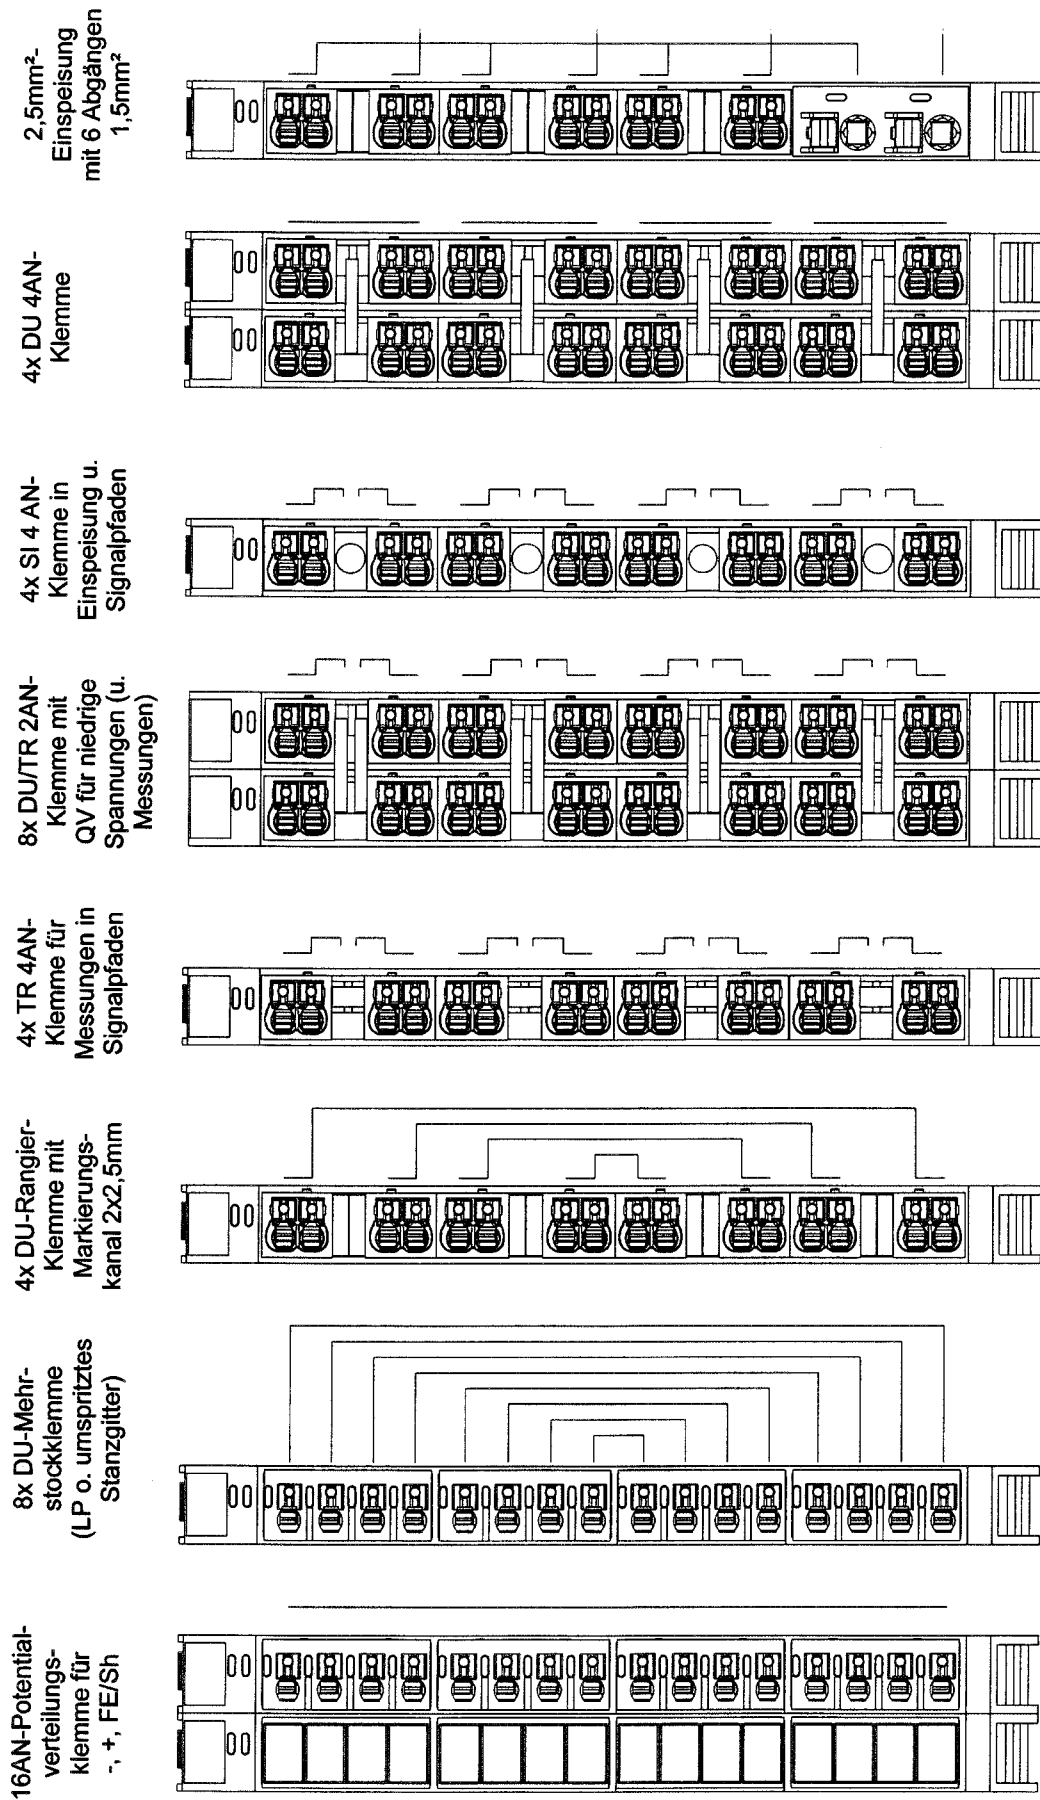 2,5mm²-
Einspeisung
mit 6 Abgängen
1,5mm²
4x DU 4AN-
Klemme
4x SI 4 AN-
Klemme in
Einspeisung u.
Signalpfaden
8x DU/TR 2AN-
Klemme mit
QV für niedrige
Spannungen (u.
Messungen)
4x TR 4AN-
Klemme für
Messungen in
Signalpfaden
4x DU-Rangier-
Klemme mit
Markierungs-
kanal 2x2,5mm
8x DU-Mehr-
stockklemme
(LP o. umspritztes
Stanzgitter)
16AN-Potential-
verteilungs-
klemme für
-, +, FE/Sh